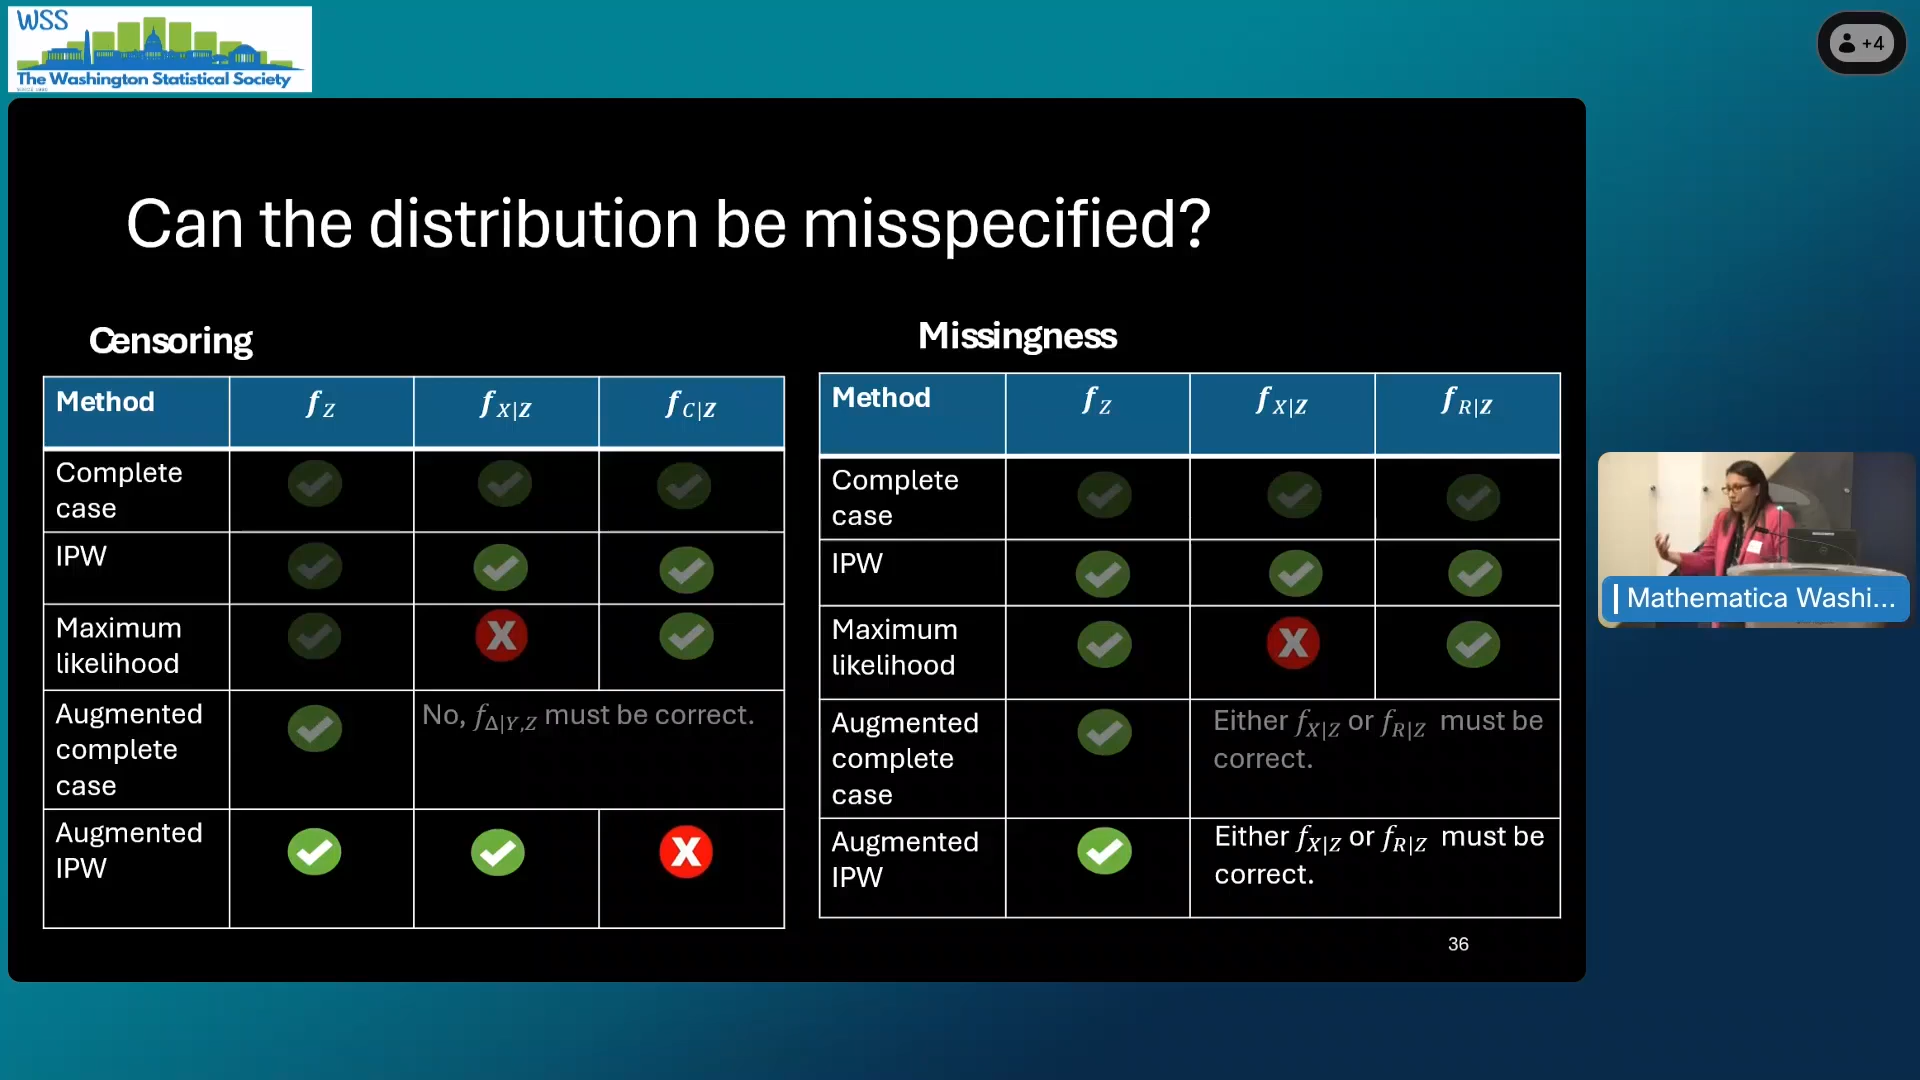 WSS
The Washington Statistical Society
+4
Can the distribution be misspecified?
Censoring
Method f_Z f_X|Z f_C|Z
Complete
case
IPW
Maximum
likelihood
X
Augmented
complete
case
No, f_Δ|Y,Z must be correct.
Augmented
IPW
X
Missingness
Method f_Z f_X|Z f_R|Z
Complete
case
IPW
Maximum
likelihood
X
Augmented
complete
case
Either f_X|Z or f_R|Z must be
correct.
Augmented
IPW
Either f_X|Z or f_R|Z must be
correct.
36
Mathematica Washi...